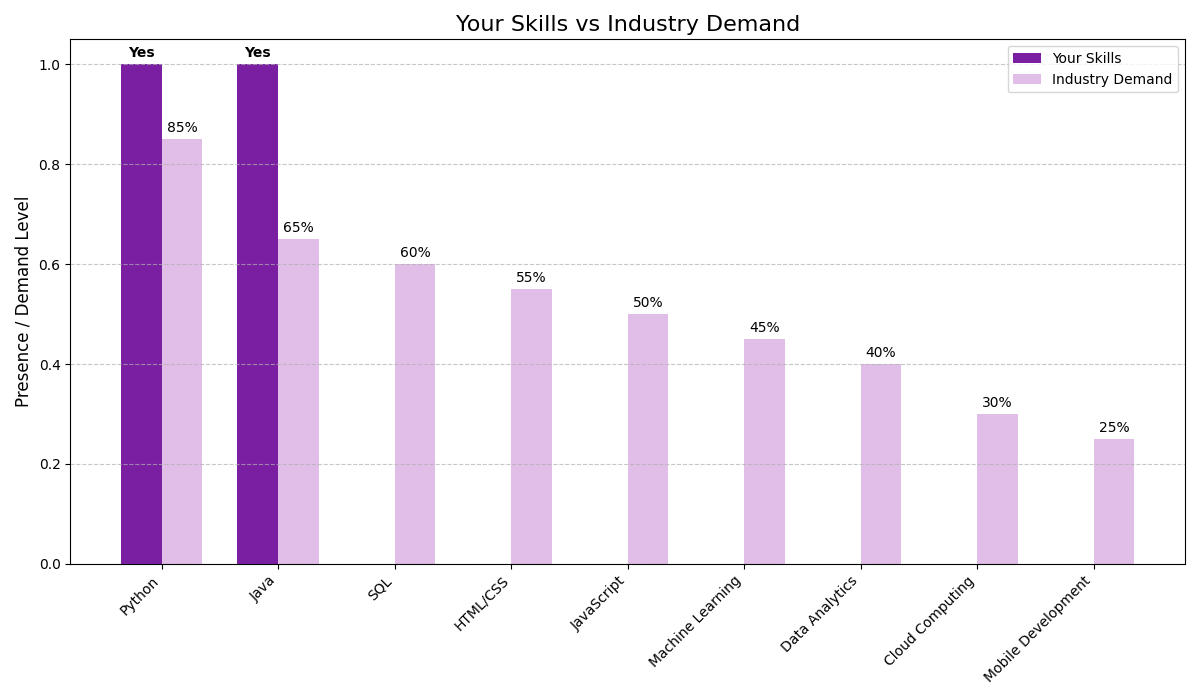 Your Skills vs Industry Demand
Yes
Yes
Your Skills
Industry Demand
85%
65%
60%
55%
50%
45%
40%
30%
25%
Presence / Demand Level
1.0
0.8
0.6
0.4
0.2
0.0
Python
Java
SQL
HTML/CSS
JavaScript
Machine Learning
Data Analytics
Cloud Computing
Mobile Development